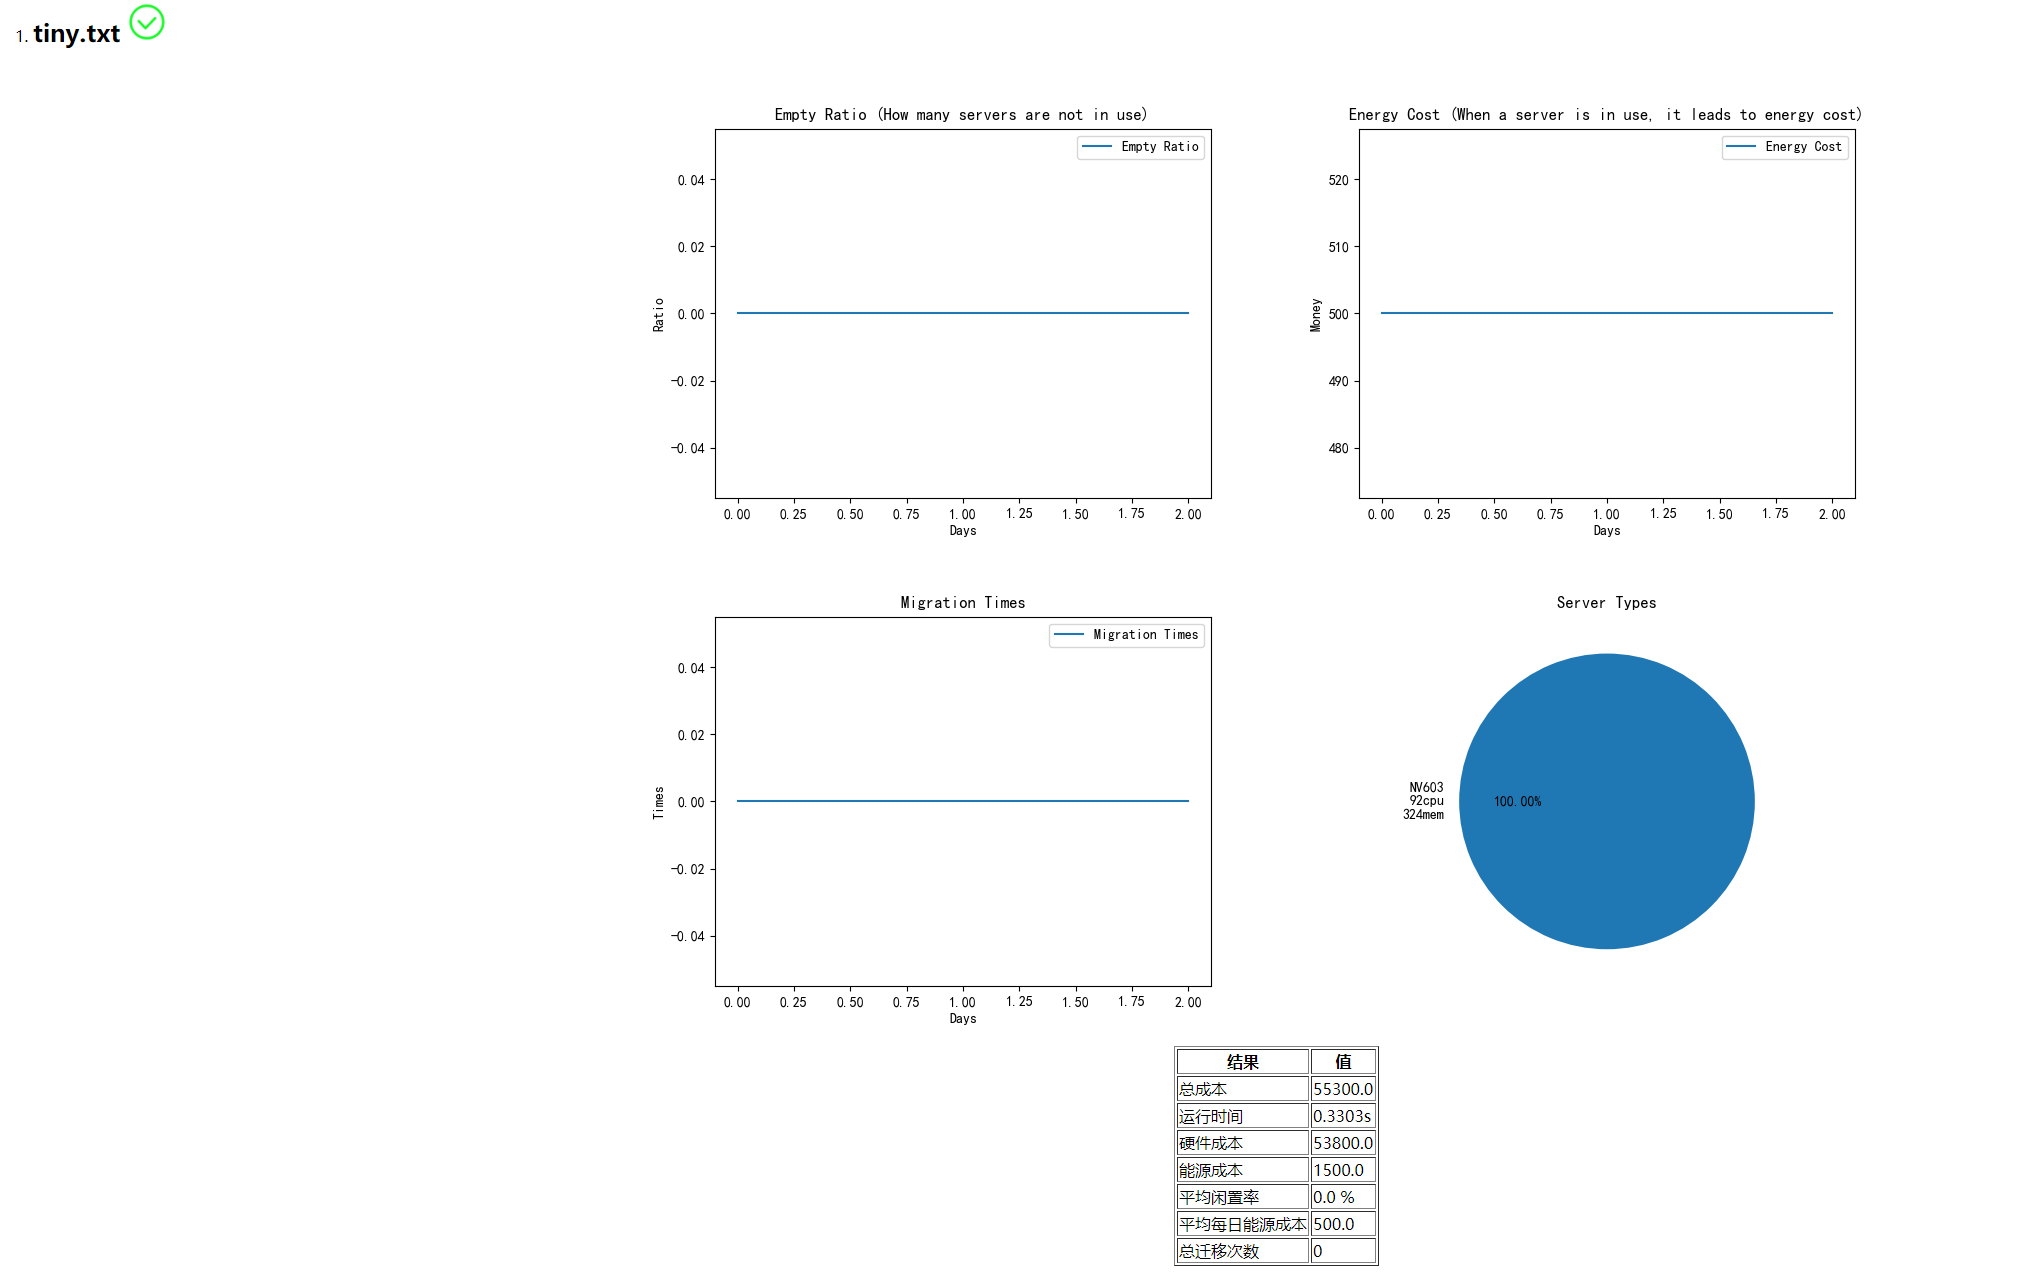 1. tiny.txt
Empty Ratio (How many servers are not in use)
Empty Ratio
0.04
0.02
0.00
-0.02
-0.04
Ratio
0.00 0.25 0.50 0.75 1.00 1.25 1.50 1.75 2.00
Days
Energy Cost (When a server is in use, it leads to energy cost)
Energy Cost
520
510
500
490
480
Money
0.00 0.25 0.50 0.75 1.00 1.25 1.50 1.75 2.00
Days
Migration Times
Migration Times
0.04
0.02
0.00
-0.02
-0.04
Times
0.00 0.25 0.50 0.75 1.00 1.25 1.50 1.75 2.00
Days
Server Types
NV603
92cpu
324mem
100.00%
结果 值
总成本 55300.0
运行时间 0.3303s
硬件成本 53800.0
能源成本 1500.0
平均闲置率 0.0 %
平均每日能源成本 500.0
总迁移次数 0